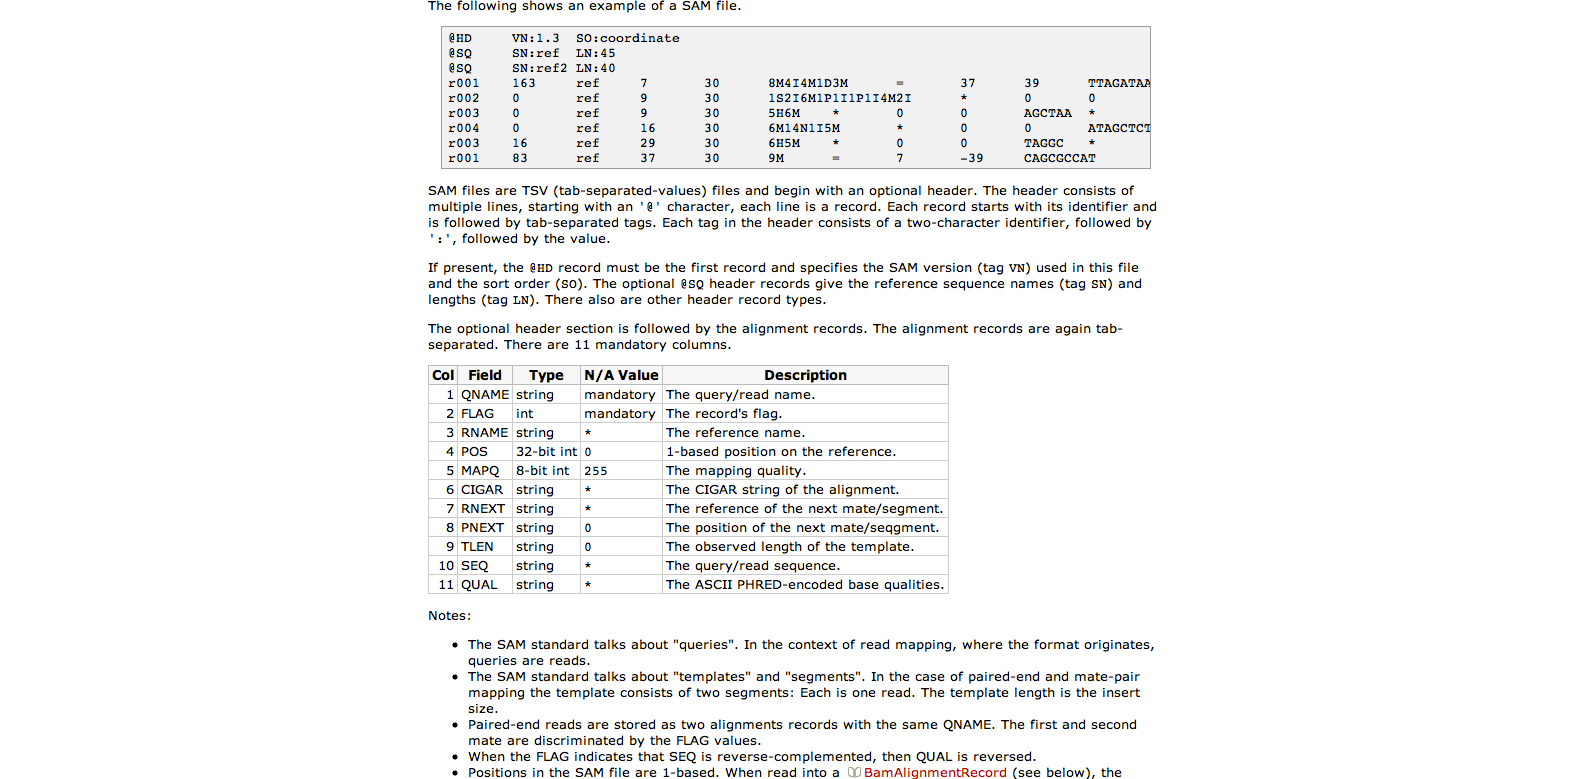 The following shows an example of a SAM file.
@HD VN:1.3 SO:coordinate
@SQ SN:ref LN:45
@SQ SN:ref2 LN:40
r001 163 ref 7 30 8M4I4M1D3M = 37 39 TTAGATAA
r002 0 ref 9 30 1S2I6M1P1I1P1I4M2I * 0 0
r003 0 ref 9 30 5H6M * 0 0 AGCTAA *
r004 0 ref 16 30 6M14N1I5M * 0 0 ATAGCTCT
r003 16 ref 29 30 6H5M * 0 0 TAGGC *
r001 83 ref 37 30 9M = 7 -39 CAGCGCCAT
SAM files are TSV (tab-separated-values) files and begin with an optional header. The header consists of
multiple lines, starting with an '@' character, each line is a record. Each record starts with its identifier and
is followed by tab-separated tags. Each tag in the header consists of a two-character identifier, followed by
':', followed by the value.
If present, the @HD record must be the first record and specifies the SAM version (tag VN) used in this file
and the sort order (SO). The optional @SQ header records give the reference sequence names (tag SN) and
lengths (tag LN). There also are other header record types.
The optional header section is followed by the alignment records. The alignment records are again tab-
separated. There are 11 mandatory columns.
Col Field Type N/A Value Description
1 QNAME string mandatory The query/read name.
2 FLAG int mandatory The record's flag.
3 RNAME string * The reference name.
4 POS 32-bit int 0 1-based position on the reference.
5 MAPQ 8-bit int 255 The mapping quality.
6 CIGAR string * The CIGAR string of the alignment.
7 RNEXT string * The reference of the next mate/segment.
8 PNEXT string 0 The position of the next mate/seqgment.
9 TLEN string 0 The observed length of the template.
10 SEQ string * The query/read sequence.
11 QUAL string * The ASCII PHRED-encoded base qualities.
Notes:
• The SAM standard talks about "queries". In the context of read mapping, where the format originates,
queries are reads.
• The SAM standard talks about "templates" and "segments". In the case of paired-end and mate-pair
mapping the template consists of two segments: Each is one read. The template length is the insert
size.
• Paired-end reads are stored as two alignments records with the same QNAME. The first and second
mate are discriminated by the FLAG values.
• When the FLAG indicates that SEQ is reverse-complemented, then QUAL is reversed.
• Positions in the SAM file are 1-based. When read into a BamAlignmentRecord (see below), the